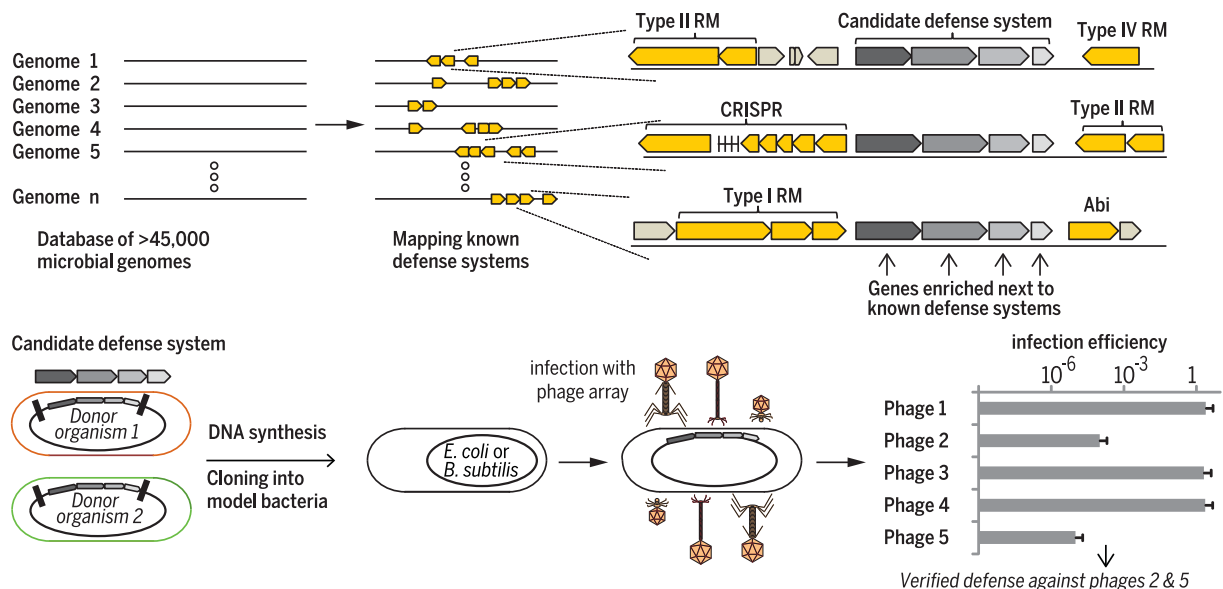 Genome 1
Genome 2
Genome 3
Genome 4
Genome 5
Genome n
Database of >45,000
microbial genomes
Mapping known
defense systems
Type II RM
Candidate defense system
Type IV RM
CRISPR
Type II RM
Type I RM
Abi
Genes enriched next to
known defense systems
Candidate defense system
Donor
organism 1
Donor
organism 2
DNA synthesis
Cloning into
model bacteria
E. coli or
B. subtilis
infection with
phage array
infection efficiency
10-6 10-3 1
Phage 1
Phage 2
Phage 3
Phage 4
Phage 5
Verified defense against phages 2 & 5